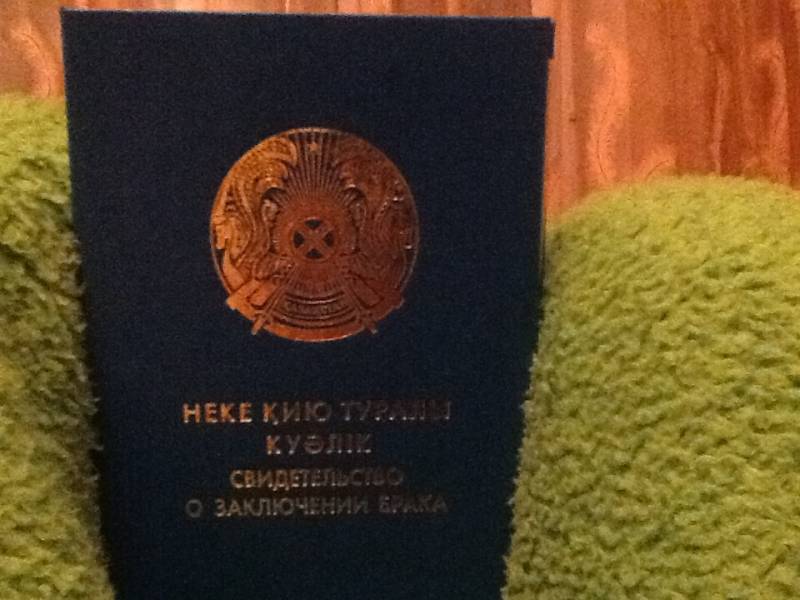 НЕКЕ ҚИЮ ТУРАЛЫ
КУӘЛІК
СВИДЕТЕЛЬСТВО
О ЗАКЛЮЧЕНИИ БРАКА